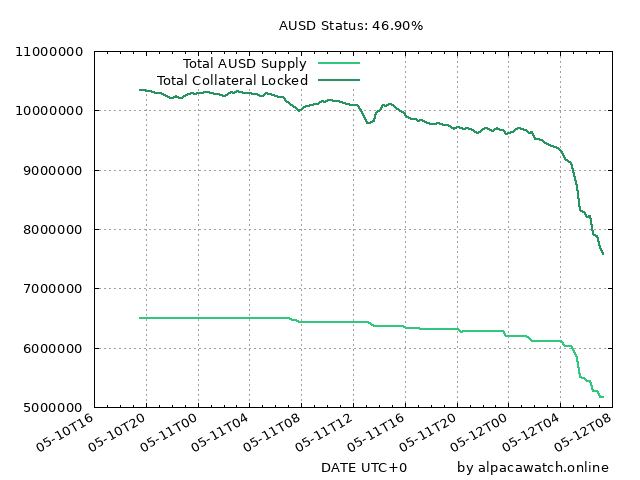 AUSD Status: 46.90%
11000000
Total AUSD Supply
Total Collateral Locked
10000000
9000000
8000000
7000000
6000000
5000000
05-10T16
05-10T20
05-11T00
05-11T04
05-11T08
05-11T12
05-11T16
05-11T20
05-12T00
05-12T04
05-12T08
DATE UTC+0
by alpacawatch.online